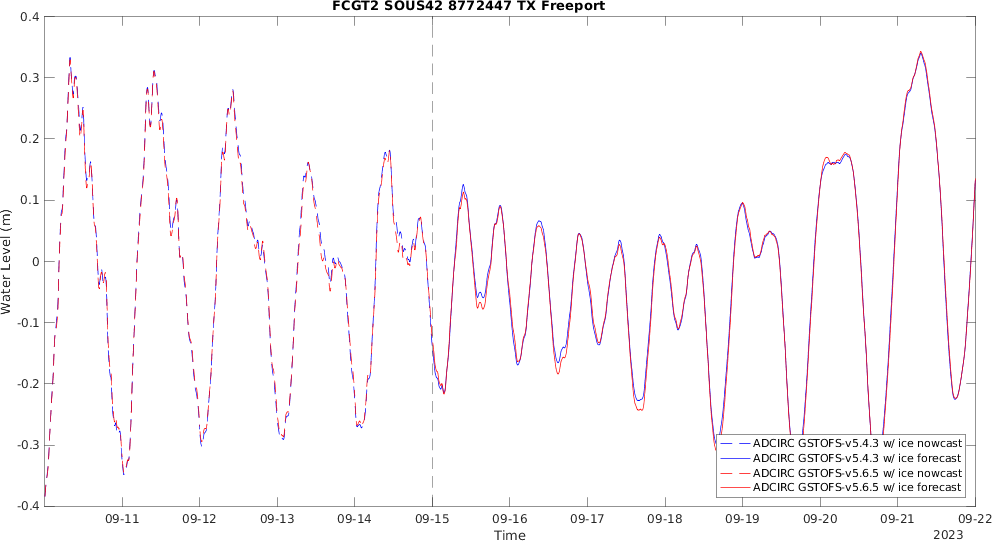 FCGT2 SOUS42 8772447 TX Freeport
Water Level (m)
0.4
0.3
0.2
0.1
0
-0.1
-0.2
-0.3
-0.4
ADCIRC GSTOFS-v5.4.3 w/ ice nowcast
ADCIRC GSTOFS-v5.4.3 w/ ice forecast
ADCIRC GSTOFS-v5.6.5 w/ ice nowcast
ADCIRC GSTOFS-v5.6.5 w/ ice forecast
09-11 09-12 09-13 09-14 09-15 09-16 09-17 09-18 09-19 09-20 09-21 09-22
Time
2023